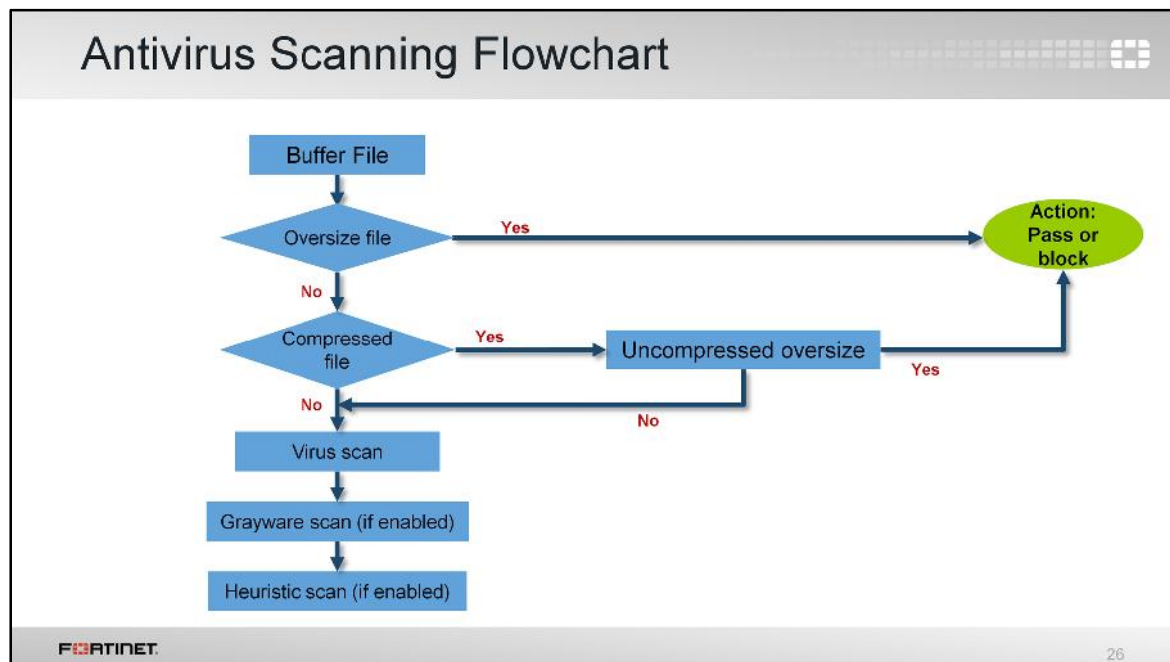 Antivirus Scanning Flowchart
Buffer File
Oversize file
Yes
Action:
Pass or
block
No
Compressed
file
Yes
Uncompressed oversize
Yes
No
No
Virus scan
Grayware scan (if enabled)
Heuristic scan (if enabled)
FORTINET
26